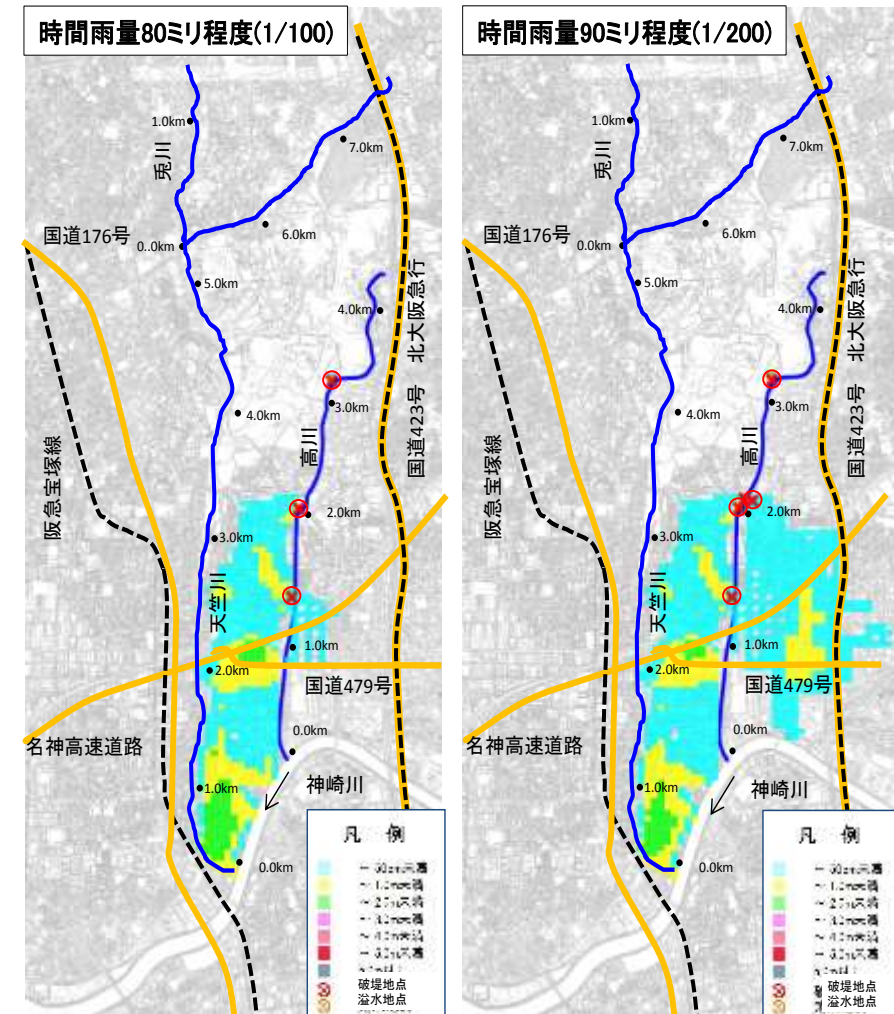 時間雨量80ミリ程度(1/100)
1.0km
兎川
7.0km
国道176号
0.0km
6.0km
5.0km
北大阪急行
4.0km
3.0km
4.0km
高川
国道423号
阪急宝塚線
2.0km
3.0km
天竺川
1.0km
2.0km
国道479号
名神高速道路
0.0km
1.0km
神崎川
0.0km
凡 例
破堤地点
溢水地点
時間雨量90ミリ程度(1/200)
1.0km
兎川
7.0km
国道176号
0.0km
6.0km
5.0km
北大阪急行
4.0km
3.0km
4.0km
高川
国道423号
阪急宝塚線
2.0km
3.0km
天竺川
1.0km
2.0km
国道479号
名神高速道路
0.0km
1.0km
神崎川
0.0km
凡 例
破堤地点
溢水地点